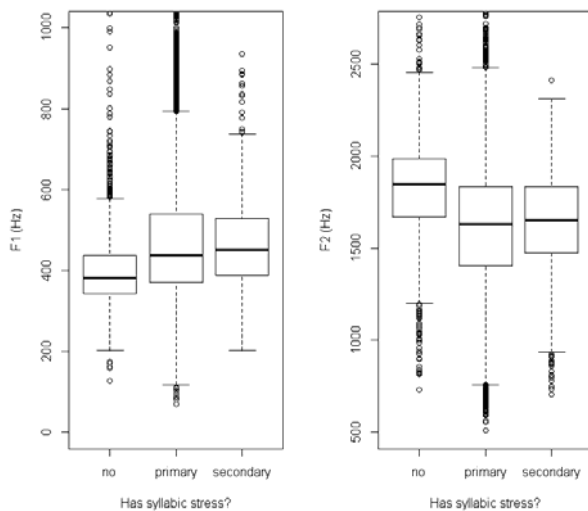 F1 (Hz)
1000
800
600
400
200
0
no primary secondary
Has syllabic stress?
F2 (Hz)
2500
2000
1500
1000
500
no primary secondary
Has syllabic stress?